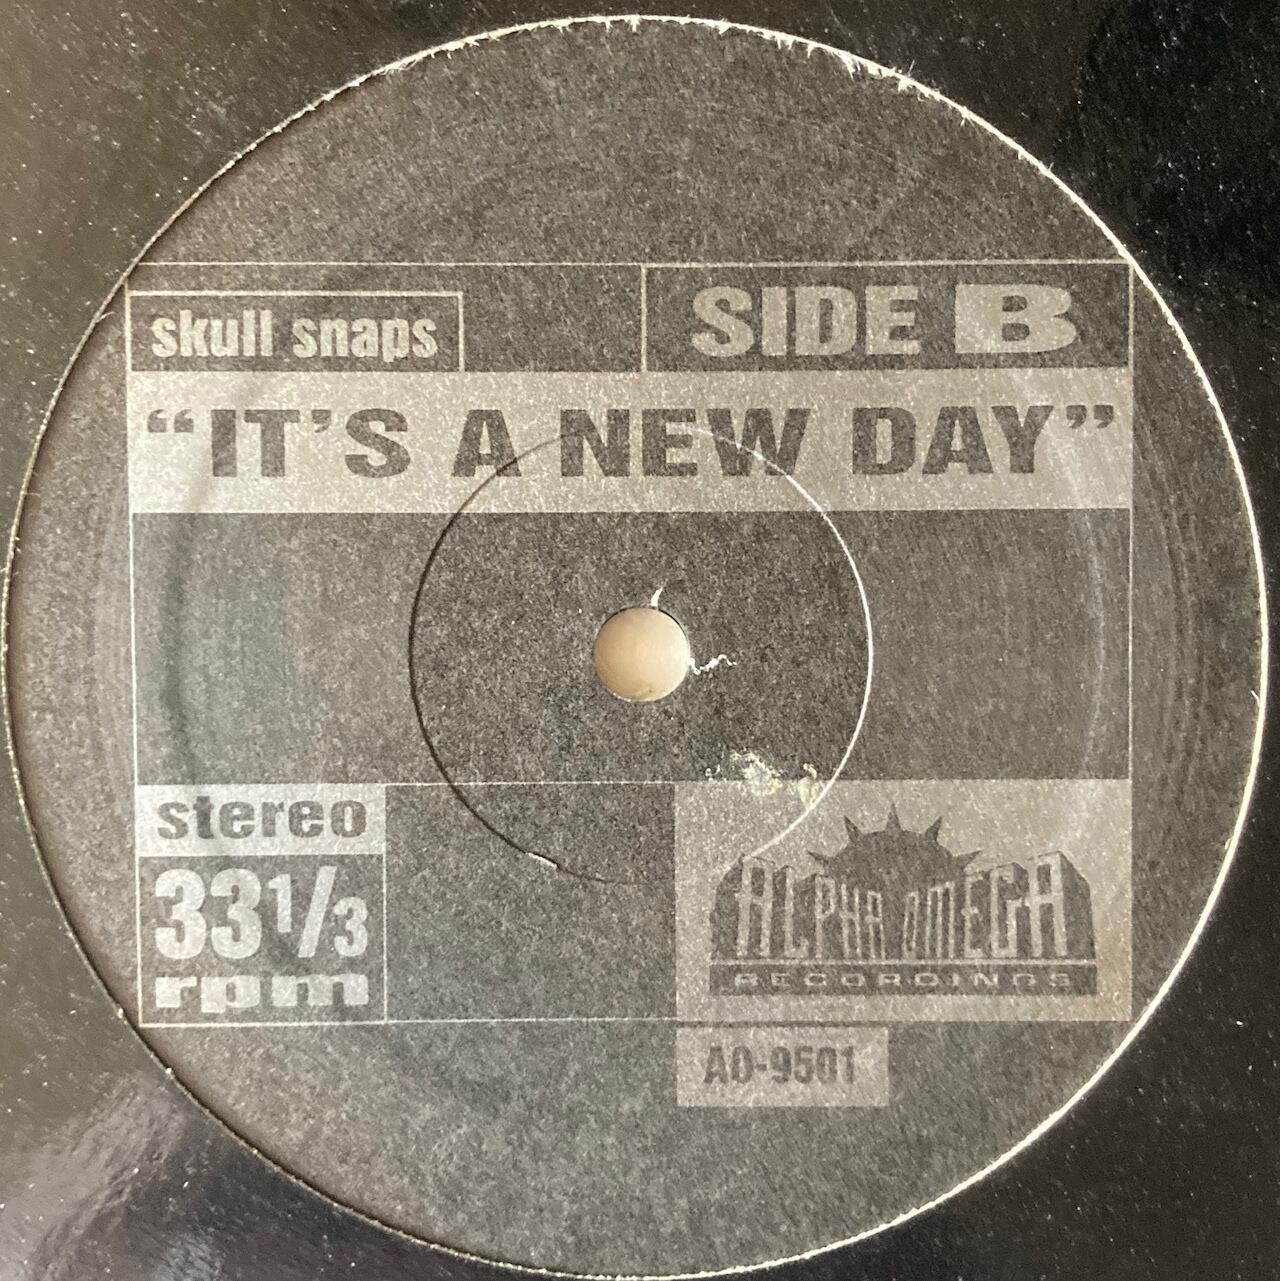 skull snaps
SIDE B
“IT’S A NEW DAY”
stereo
33 1/3
rpm
ALPHA OMEGA
RECORDINGS
AO-9501